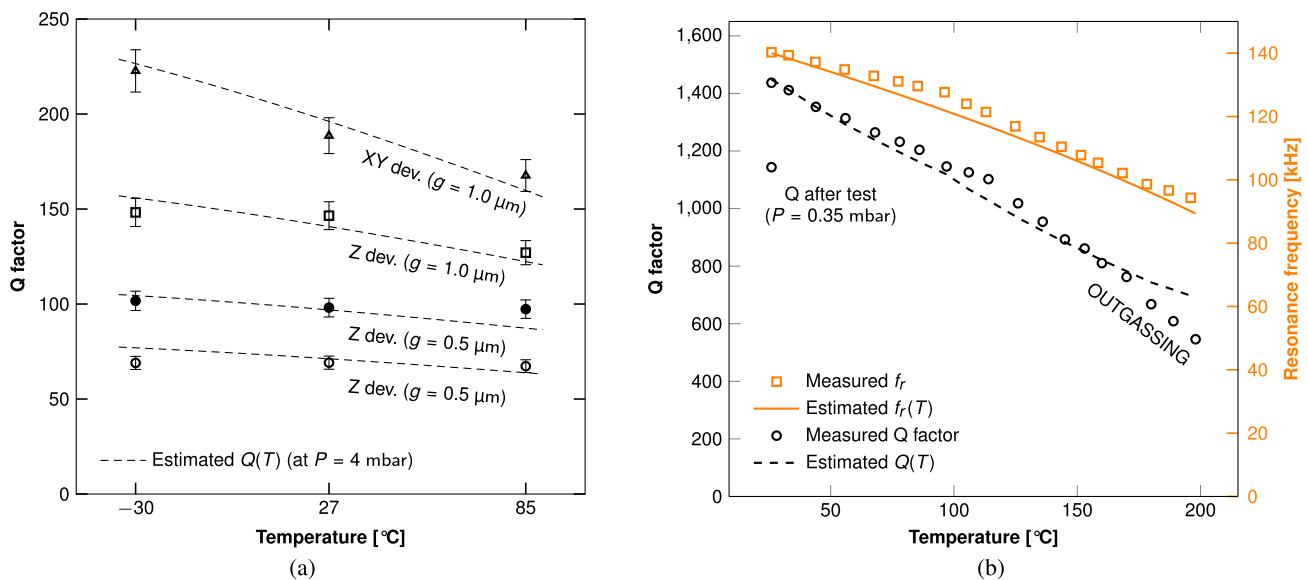 250
200
150
100
50
0
Q factor
XY dev. (g = 1.0 µm)
Z dev. (g = 1.0 µm)
Z dev. (g = 0.5 µm)
Z dev. (g = 0.5 µm)
Estimated Q(T) (at P = 4 mbar)
−30 27 85
Temperature [°C]
(a)
1,600
1,400
1,200
1,000
800
600
400
200
0
Q factor
Q after test
(P = 0.35 mbar)
OUTGASSING
Measured fr
Estimated fr(T)
Measured Q factor
Estimated Q(T)
50 100 150 200
Temperature [°C]
140
120
100
80
60
40
20
0
Resonance frequency [kHz]
(b)